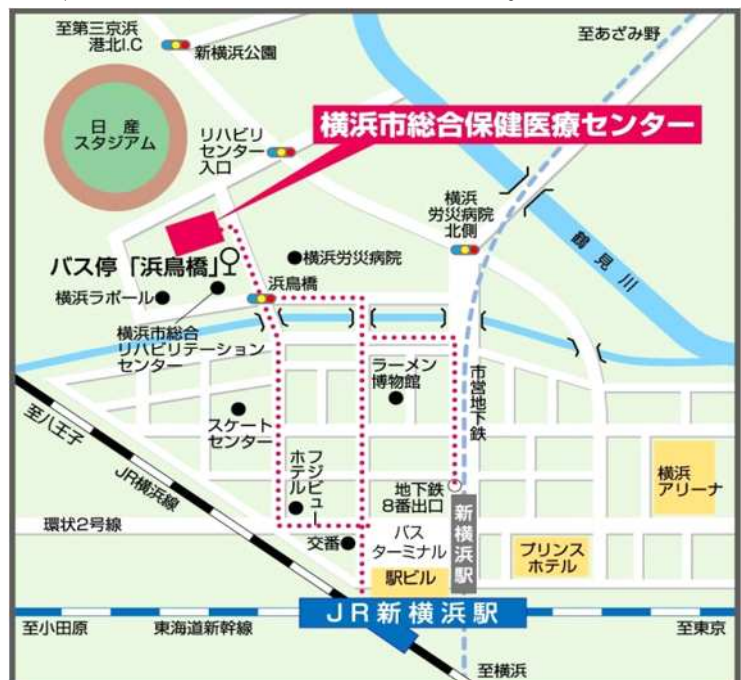 至第三京浜
港北I.C
新横浜公園
至あざみ野
日 産
スタジアム
リハビリ
センター
入口
横浜市総合保健医療センター
横浜
労災病院
北側
鶴見川
バス停「浜鳥橋」
横浜労災病院
横浜ラポール
浜鳥橋
横浜市総合
リハビリテーション
センター
ラーメン
博物館
市営地下鉄
至八王子
スケート
センター
JR横浜線
フジビュー
ホテル
地下鉄
8番出口
横浜
アリーナ
環状2号線
交番
バス
ターミナル
新横浜駅
プリンス
ホテル
駅ビル
JR新横浜駅
至小田原
東海道新幹線
至東京
至横浜